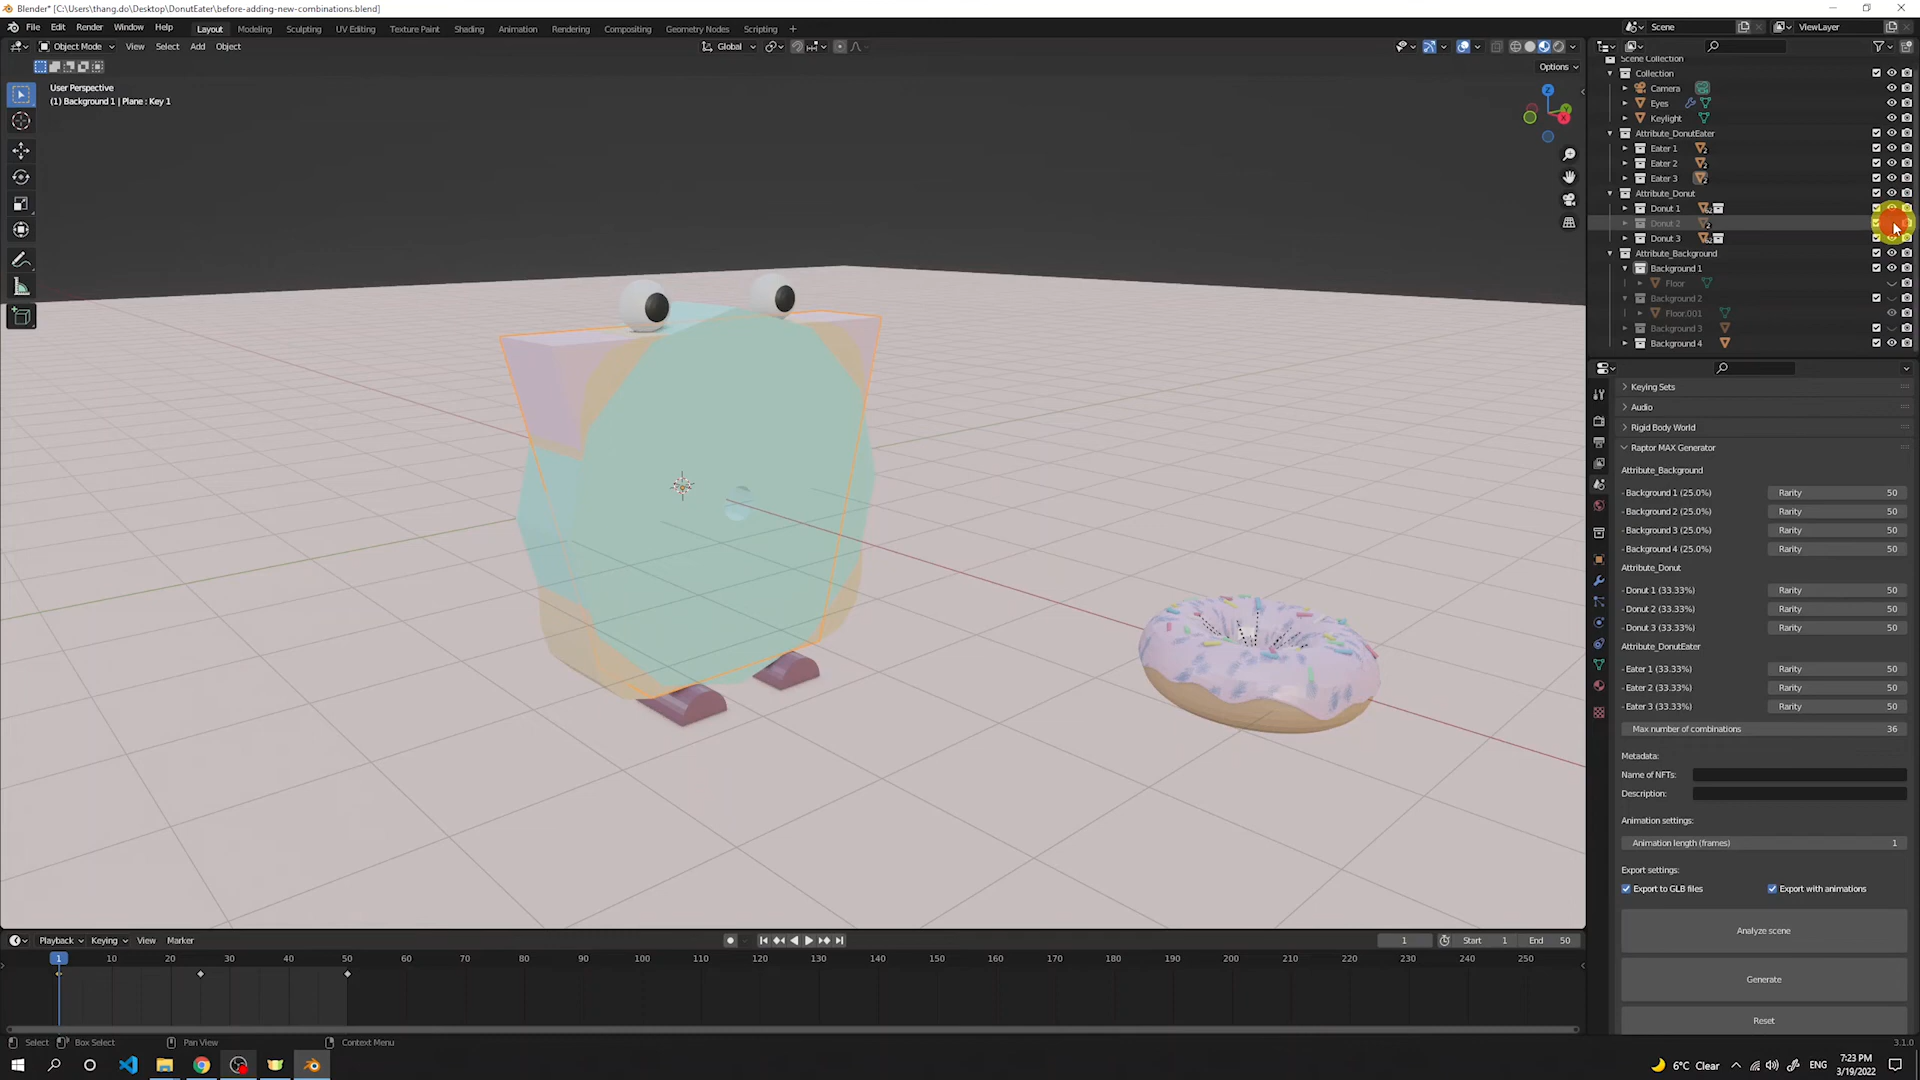 Blender* [C:\Users\thang.do\Desktop\DonutEater\before-adding-new-combinations.blend]
File Edit Render Window Help Layout Modeling Sculpting UV Editing Texture Paint Shading Animation Rendering Compositing Geometry Nodes Scripting + Scene ViewLayer
Object Mode View Select Add Object Global
Options
User Perspective
(1) Background 1 | Plane : Key 1
Z
Y
X
Scene Collection
Collection
Camera
Eyes
Keylight
Attribute_DonutEater
Eater 1
Eater 2
Eater 3
Attribute_Donut
Donut 1
Donut 2
Donut 3
Attribute_Background
Background 1
Floor
Background 2
Floor.001
Background 3
Background 4
Keying Sets
Audio
Rigid Body World
Raptor MAX Generator
Attribute_Background
- Background 1 (25.0%) Rarity 50
- Background 2 (25.0%) Rarity 50
- Background 3 (25.0%) Rarity 50
- Background 4 (25.0%) Rarity 50
Attribute_Donut
- Donut 1 (33.33%) Rarity 50
- Donut 2 (33.33%) Rarity 50
- Donut 3 (33.33%) Rarity 50
Attribute_DonutEater
- Eater 1 (33.33%) Rarity 50
- Eater 2 (33.33%) Rarity 50
- Eater 3 (33.33%) Rarity 50
Max number of combinations 36
Metadata:
Name of NFTs:
Description:
Animation settings:
Animation length (frames) 1
Export settings:
Export to GLB files Export with animations
Analyze scene
Generate
Reset
Playback Keying View Marker 1 Start 1 End 50
1 10 20 30 40 50 60 70 80 90 100 110 120 130 140 150 160 170 180 190 200 210 220 230 240 250
Select Box Select Pan View Context Menu 3.1.0
6°C Clear ENG 7:23 PM
3/19/2022